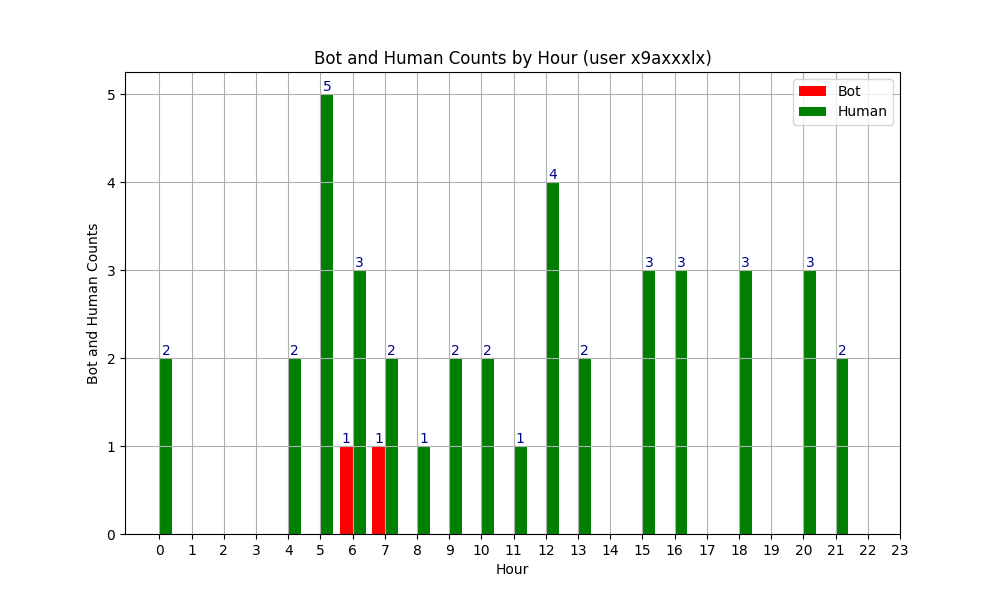 Bot and Human Counts by Hour (user x9axxxlx)
Bot
Human
Bot and Human Counts
5
4
3
2
1
0
2 2 5 1 3 1 2 1 2 2 1 4 2 3 3 3 3 2
0 1 2 3 4 5 6 7 8 9 10 11 12 13 14 15 16 17 18 19 20 21 22 23
Hour